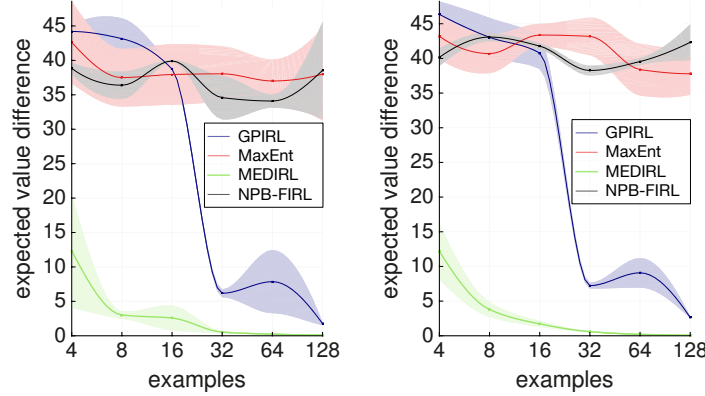 45
40
35
30
25
20
15
10
5
0
expected value difference
GPIRL
MaxEnt
MEDIRL
NPB-FIRL
4 8 16 32 64 128
examples
45
40
35
30
25
20
15
10
5
0
expected value difference
GPIRL
MaxEnt
MEDIRL
NPB-FIRL
4 8 16 32 64 128
examples